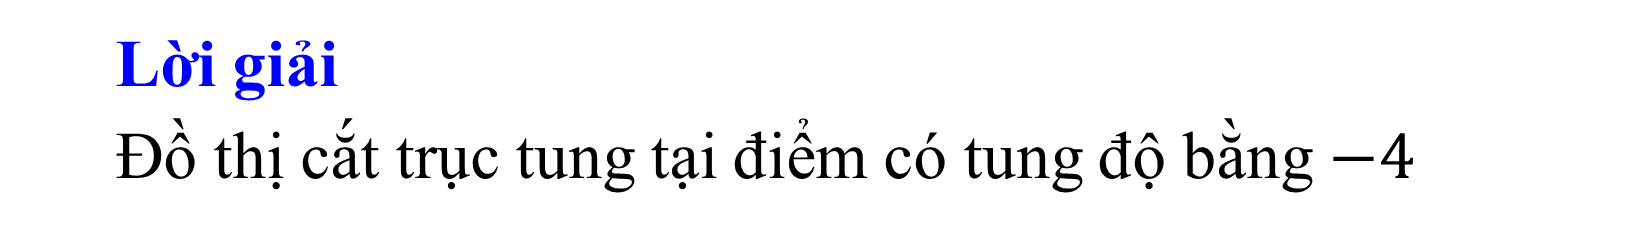 Lời giải
Đồ thị cắt trục tung tại điểm có tung độ bằng −4